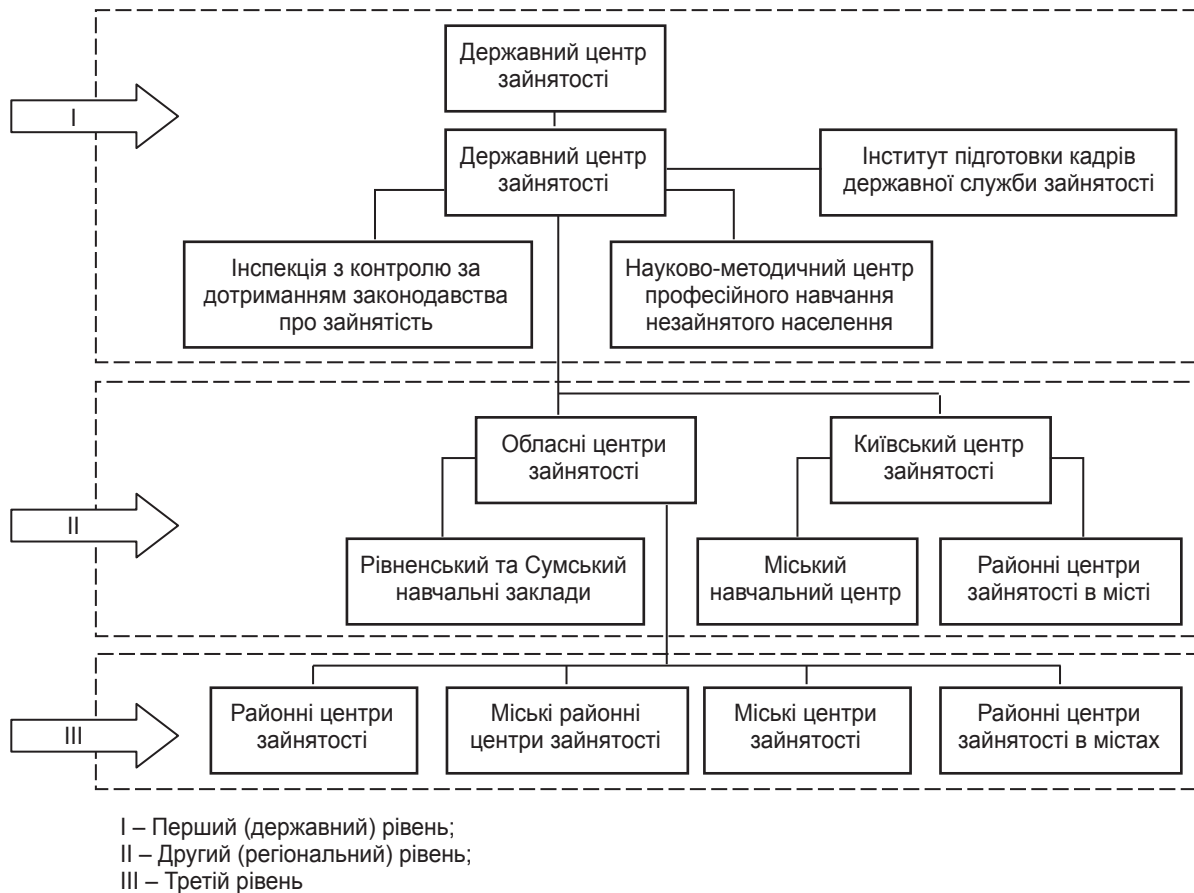 Державний центр
зайнятості
I
Державний центр
зайнятості
Інститут підготовки кадрів
державної служби зайнятості
Інспекція з контролю за
дотриманням законодавства
про зайнятість
Науково-методичний центр
професійного навчання
незайнятого населення
Обласні центри
зайнятості
Київський центр
зайнятості
II
Рівненський та Сумський
навчальні заклади
Міський
навчальний центр
Районні центри
зайнятості в місті
III
Районні центри
зайнятості
Міські районні
центри зайнятості
Міські центри
зайнятості
Районні центри
зайнятості в містах
I – Перший (державний) рівень;
II – Другий (регіональний) рівень;
III – Третій рівень